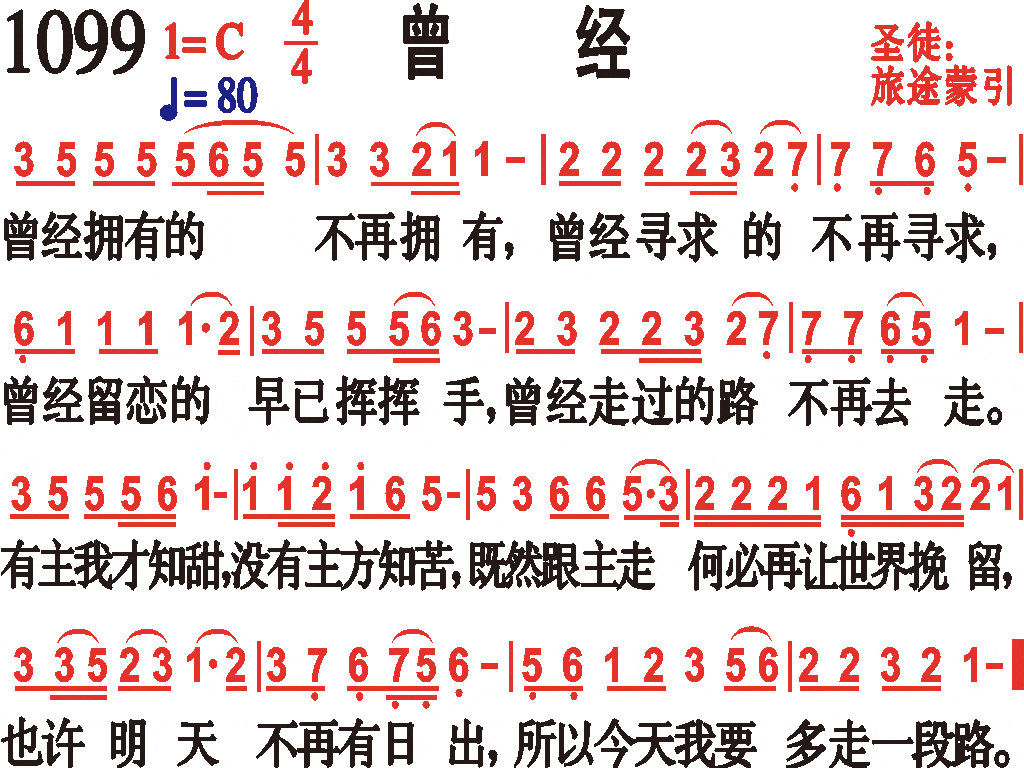 1099 1=C 4/4 曾 经 圣徒:
♩=80 旅途蒙引
3 5 5 5 5 6 5 5 | 3 3 2 1 1 - | 2 2 2 2 3 2 7 | 7 7 6 5 - |
曾经拥有的 不再拥 有，曾经寻求 的 不再寻求，
6 1 1 1 1· 2 | 3 5 5 5 6 3 - | 2 3 2 2 3 2 7 | 7 7 6 5 1 - |
曾经留恋的 早已挥挥 手，曾经走过的路 不再去 走。
3 5 5 5 6 1 - | 1 1 2 1 6 5 - | 5 3 6 6 5· 3 | 2 2 2 1 6 1 3 2 2 1 |
有主我才知甜，没有主方知苦，既然跟主走 何必再让世界挽 留，
3 3 5 2 3 1· 2 | 3 7 6 7 5 6 - | 5 6 1 2 3 5 6 | 2 2 3 2 1 - |
也许 明 天 不再有日 出，所以今天我要 多走一段路。